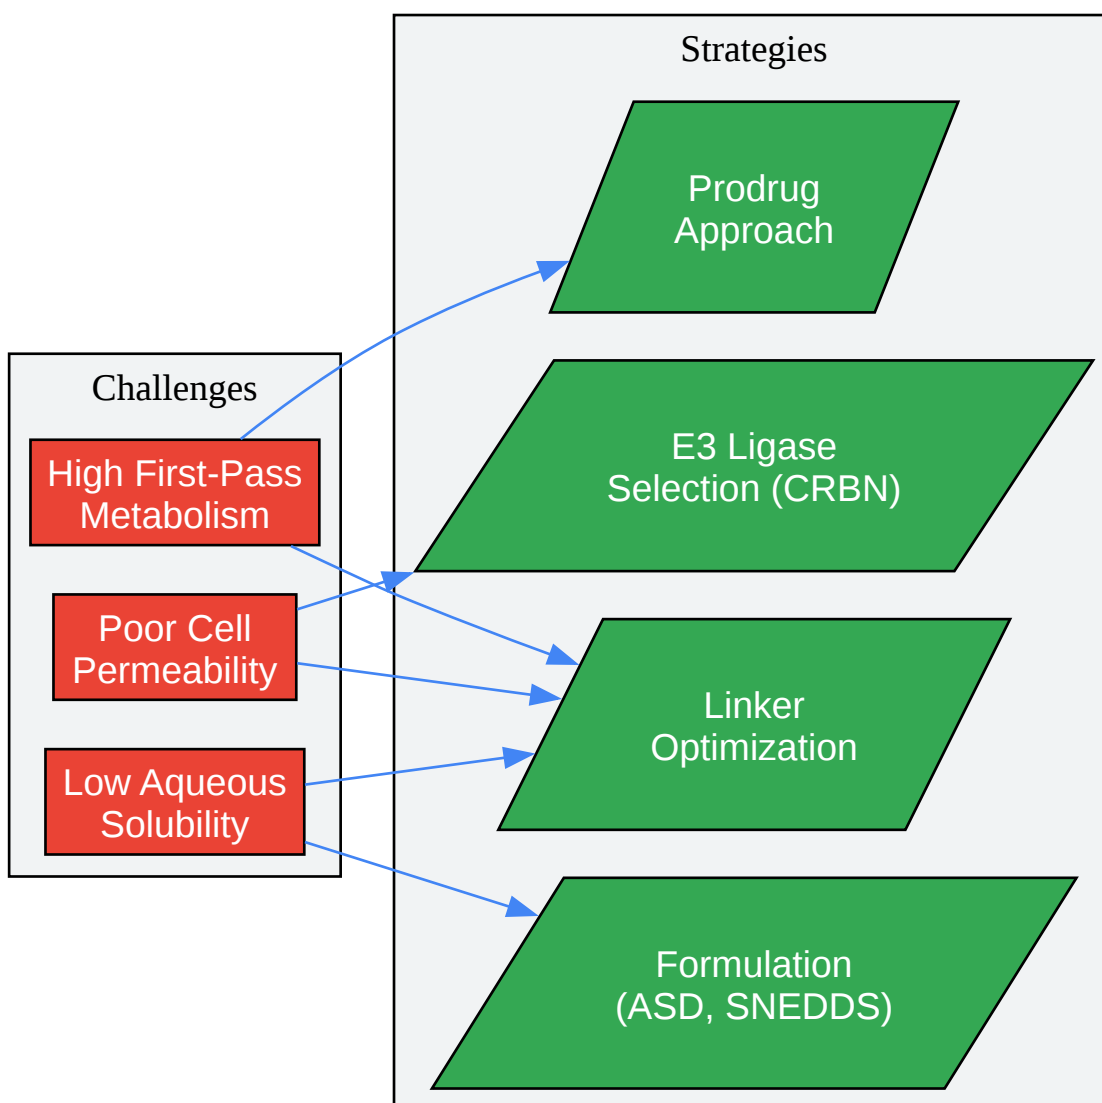 Strategies
Prodrug
Approach
E3 Ligase
Selection (CRBN)
Linker
Optimization
Formulation
(ASD, SNEDDS)
Challenges
High First-Pass
Metabolism
Poor Cell
Permeability
Low Aqueous
Solubility